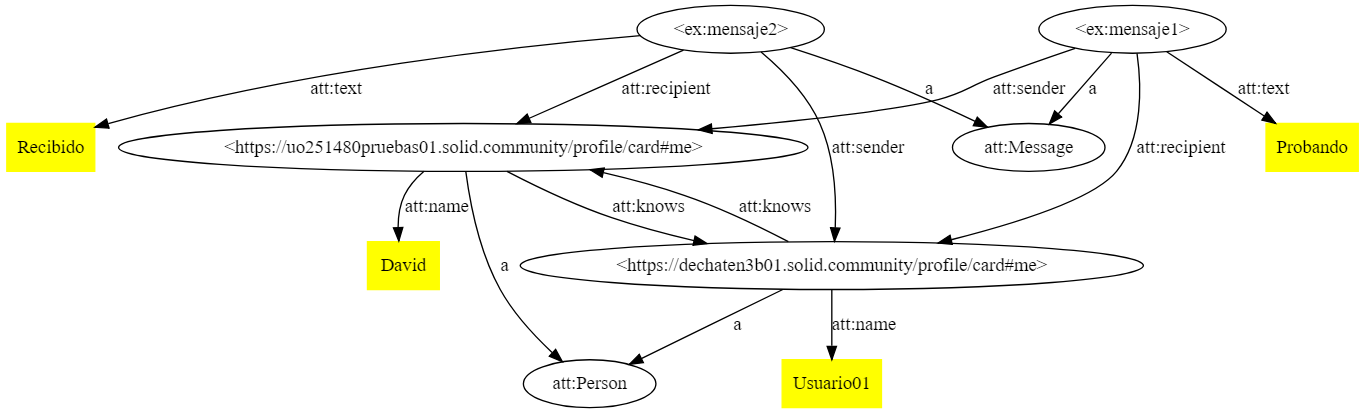 <ex:mensaje2>
<ex:mensaje1>
att:text
att:recipient
a
att:sender
a
att:text
Recibido
<https://uo251480pruebas01.solid.community/profile/card#me>
att:sender
att:Message
att:recipient
Probando
att:name
att:knows
att:knows
David
a
<https://dechaten3b01.solid.community/profile/card#me>
a
att:name
att:Person
Usuario01